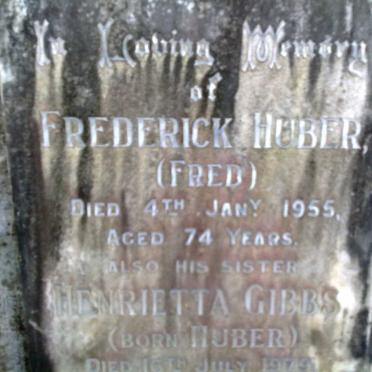 In Loving Memory
of
FREDERICK HUBER,
(FRED)
DIED 4TH JANY 1955,
AGED 74 YEARS.
ALSO HIS SISTER
HENRIETTA GIBBS
(BORN HUBER)
DIED 16TH JULY